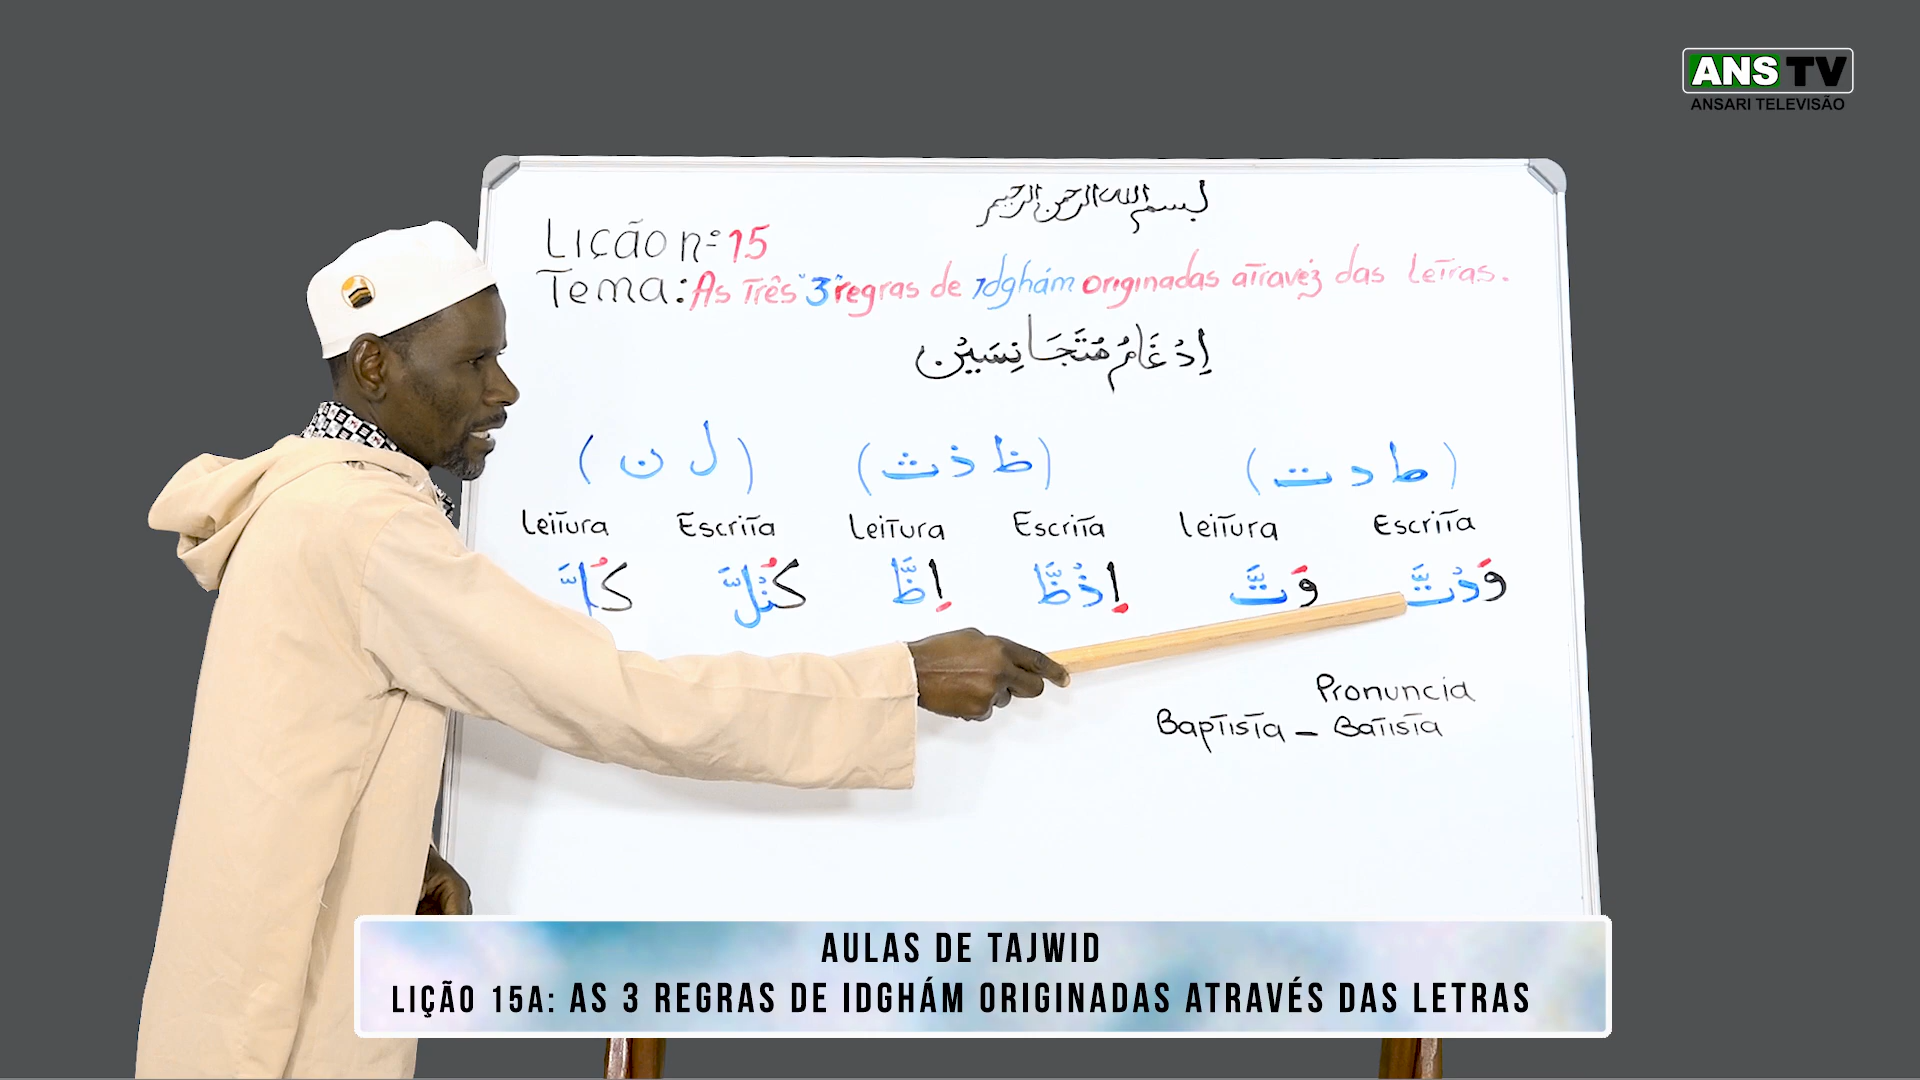 ANS TV
ANSARI TELEVISÃO
بسم الله الرحمن الرحيم
Lição nº 15
Tema: As três "3" regras de idghám originadas atravéz das letras.
إِدْغَامُ مُتَجَانِسَيْن
(ط د ت) (ظ ذ ث) (ل ن)
Leitura Escrita Leitura Escrita Leitura Escrita
وَدْتَّ وَتَّ إِذْظَّ إِظَّ كُنْلَّ كُلَّ
Pronuncia
Baptista - Batista
AULAS DE TAJWID
LIÇÃO 15A: AS 3 REGRAS DE IDGHÁM ORIGINADAS ATRAVÉS DAS LETRAS